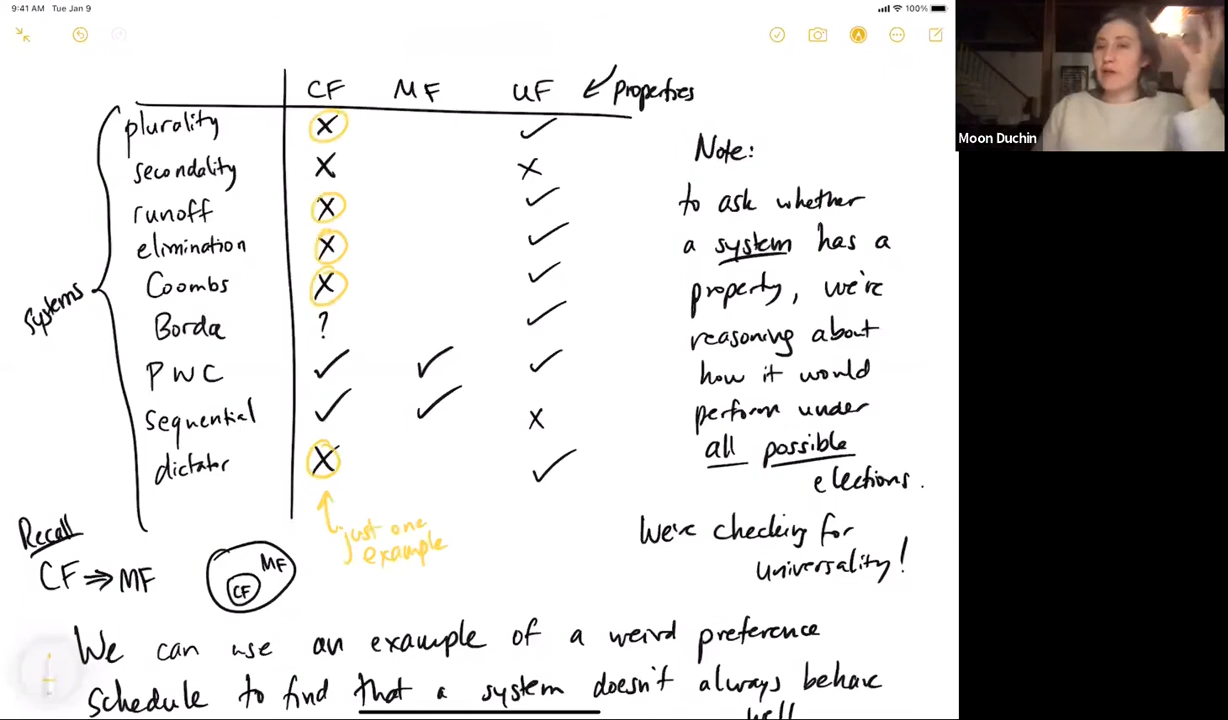 9:41 AM Tue Jan 9
100%
CF MF UF ↙ Properties
plurality X ✓
secondality X X
runoff X ✓
elimination X ✓
Coombs X ✓
Borda ? ✓
PWC ✓ ✓ ✓
sequential ✓ ✓ X
dictator X ✓
Systems
just one
example
Recall
CF ⇒ MF
MF
CF
Note:
to ask whether
a system has a
property, we're
reasoning about
how it would
perform under
all possible
elections.
We're checking for
universality!
We can use an example of a weird preference
schedule to find that a system doesn't always behave
well
Moon Duchin